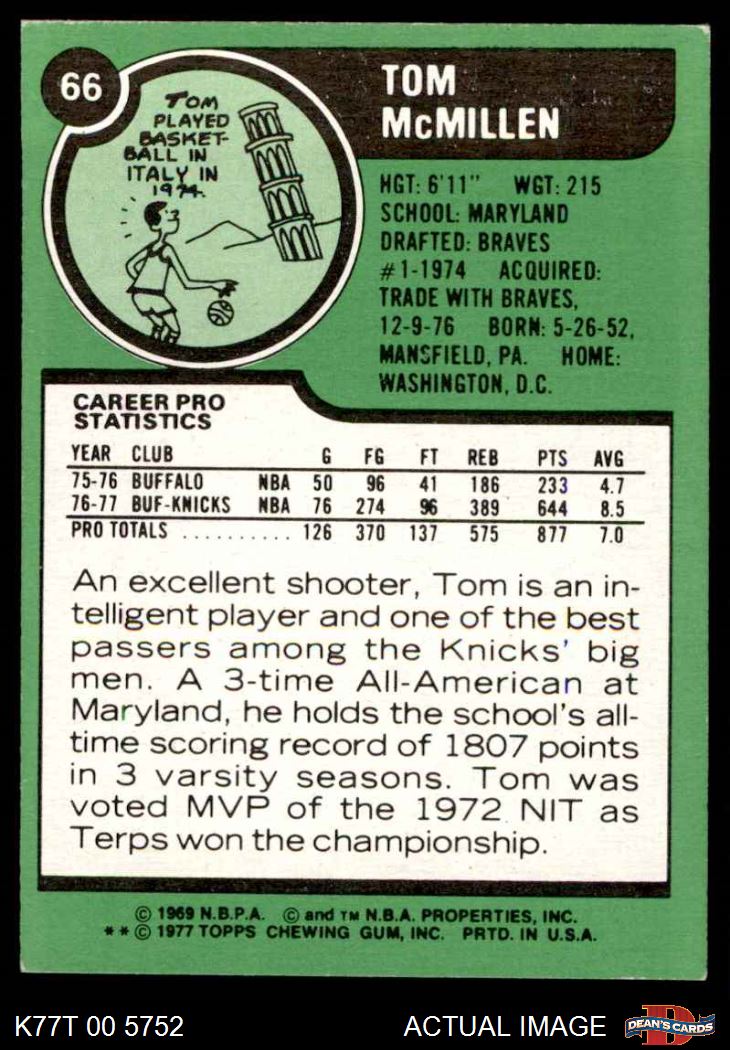 66
TOM
PLAYED
BASKET-
BALL IN
ITALY IN
1974.
TOM
McMILLEN
HGT: 6'11" WGT: 215
SCHOOL: MARYLAND
DRAFTED: BRAVES
#1-1974 ACQUIRED:
TRADE WITH BRAVES,
12-9-76 BORN: 5-26-52,
MANSFIELD, PA. HOME:
WASHINGTON, D.C.
CAREER PRO
STATISTICS
YEAR CLUB G FG FT REB PTS AVG
75-76 BUFFALO NBA 50 96 41 186 233 4.7
76-77 BUF-KNICKS NBA 76 274 96 389 644 8.5
PRO TOTALS .......... 126 370 137 575 877 7.0
An excellent shooter, Tom is an in-
telligent player and one of the best
passers among the Knicks' big
men. A 3-time All-American at
Maryland, he holds the school's all-
time scoring record of 1807 points
in 3 varsity seasons. Tom was
voted MVP of the 1972 NIT as
Terps won the championship.
© 1969 N.B.P.A. © and TM N.B.A. PROPERTIES, INC.
**© 1977 TOPPS CHEWING GUM, INC. PRTD. IN U.S.A.
K77T 00 5752 ACTUAL IMAGE
D
DEAN'S CARDS